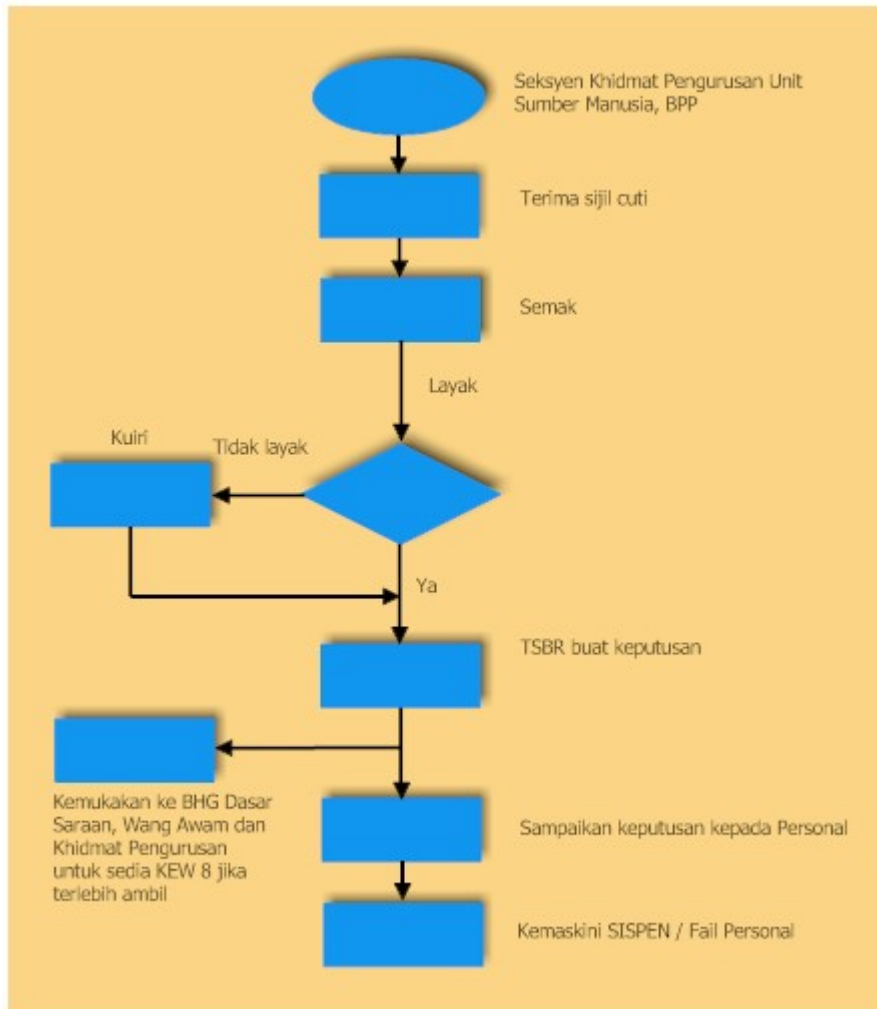 Seksyen Khidmat Pengurusan Unit
Sumber Manusia, BPP
Terima sijil cuti
Semak
Layak
Kuiri
Tidak layak
Ya
TSBR buat keputusan
Kemukakan ke BHG Dasar
Saraan, Wang Awam dan
Khidmat Pengurusan
untuk sedia KEW 8 jika
terlebih ambil
Sampaikan keputusan kepada Personal
Kemaskini SISPEN / Fail Personal